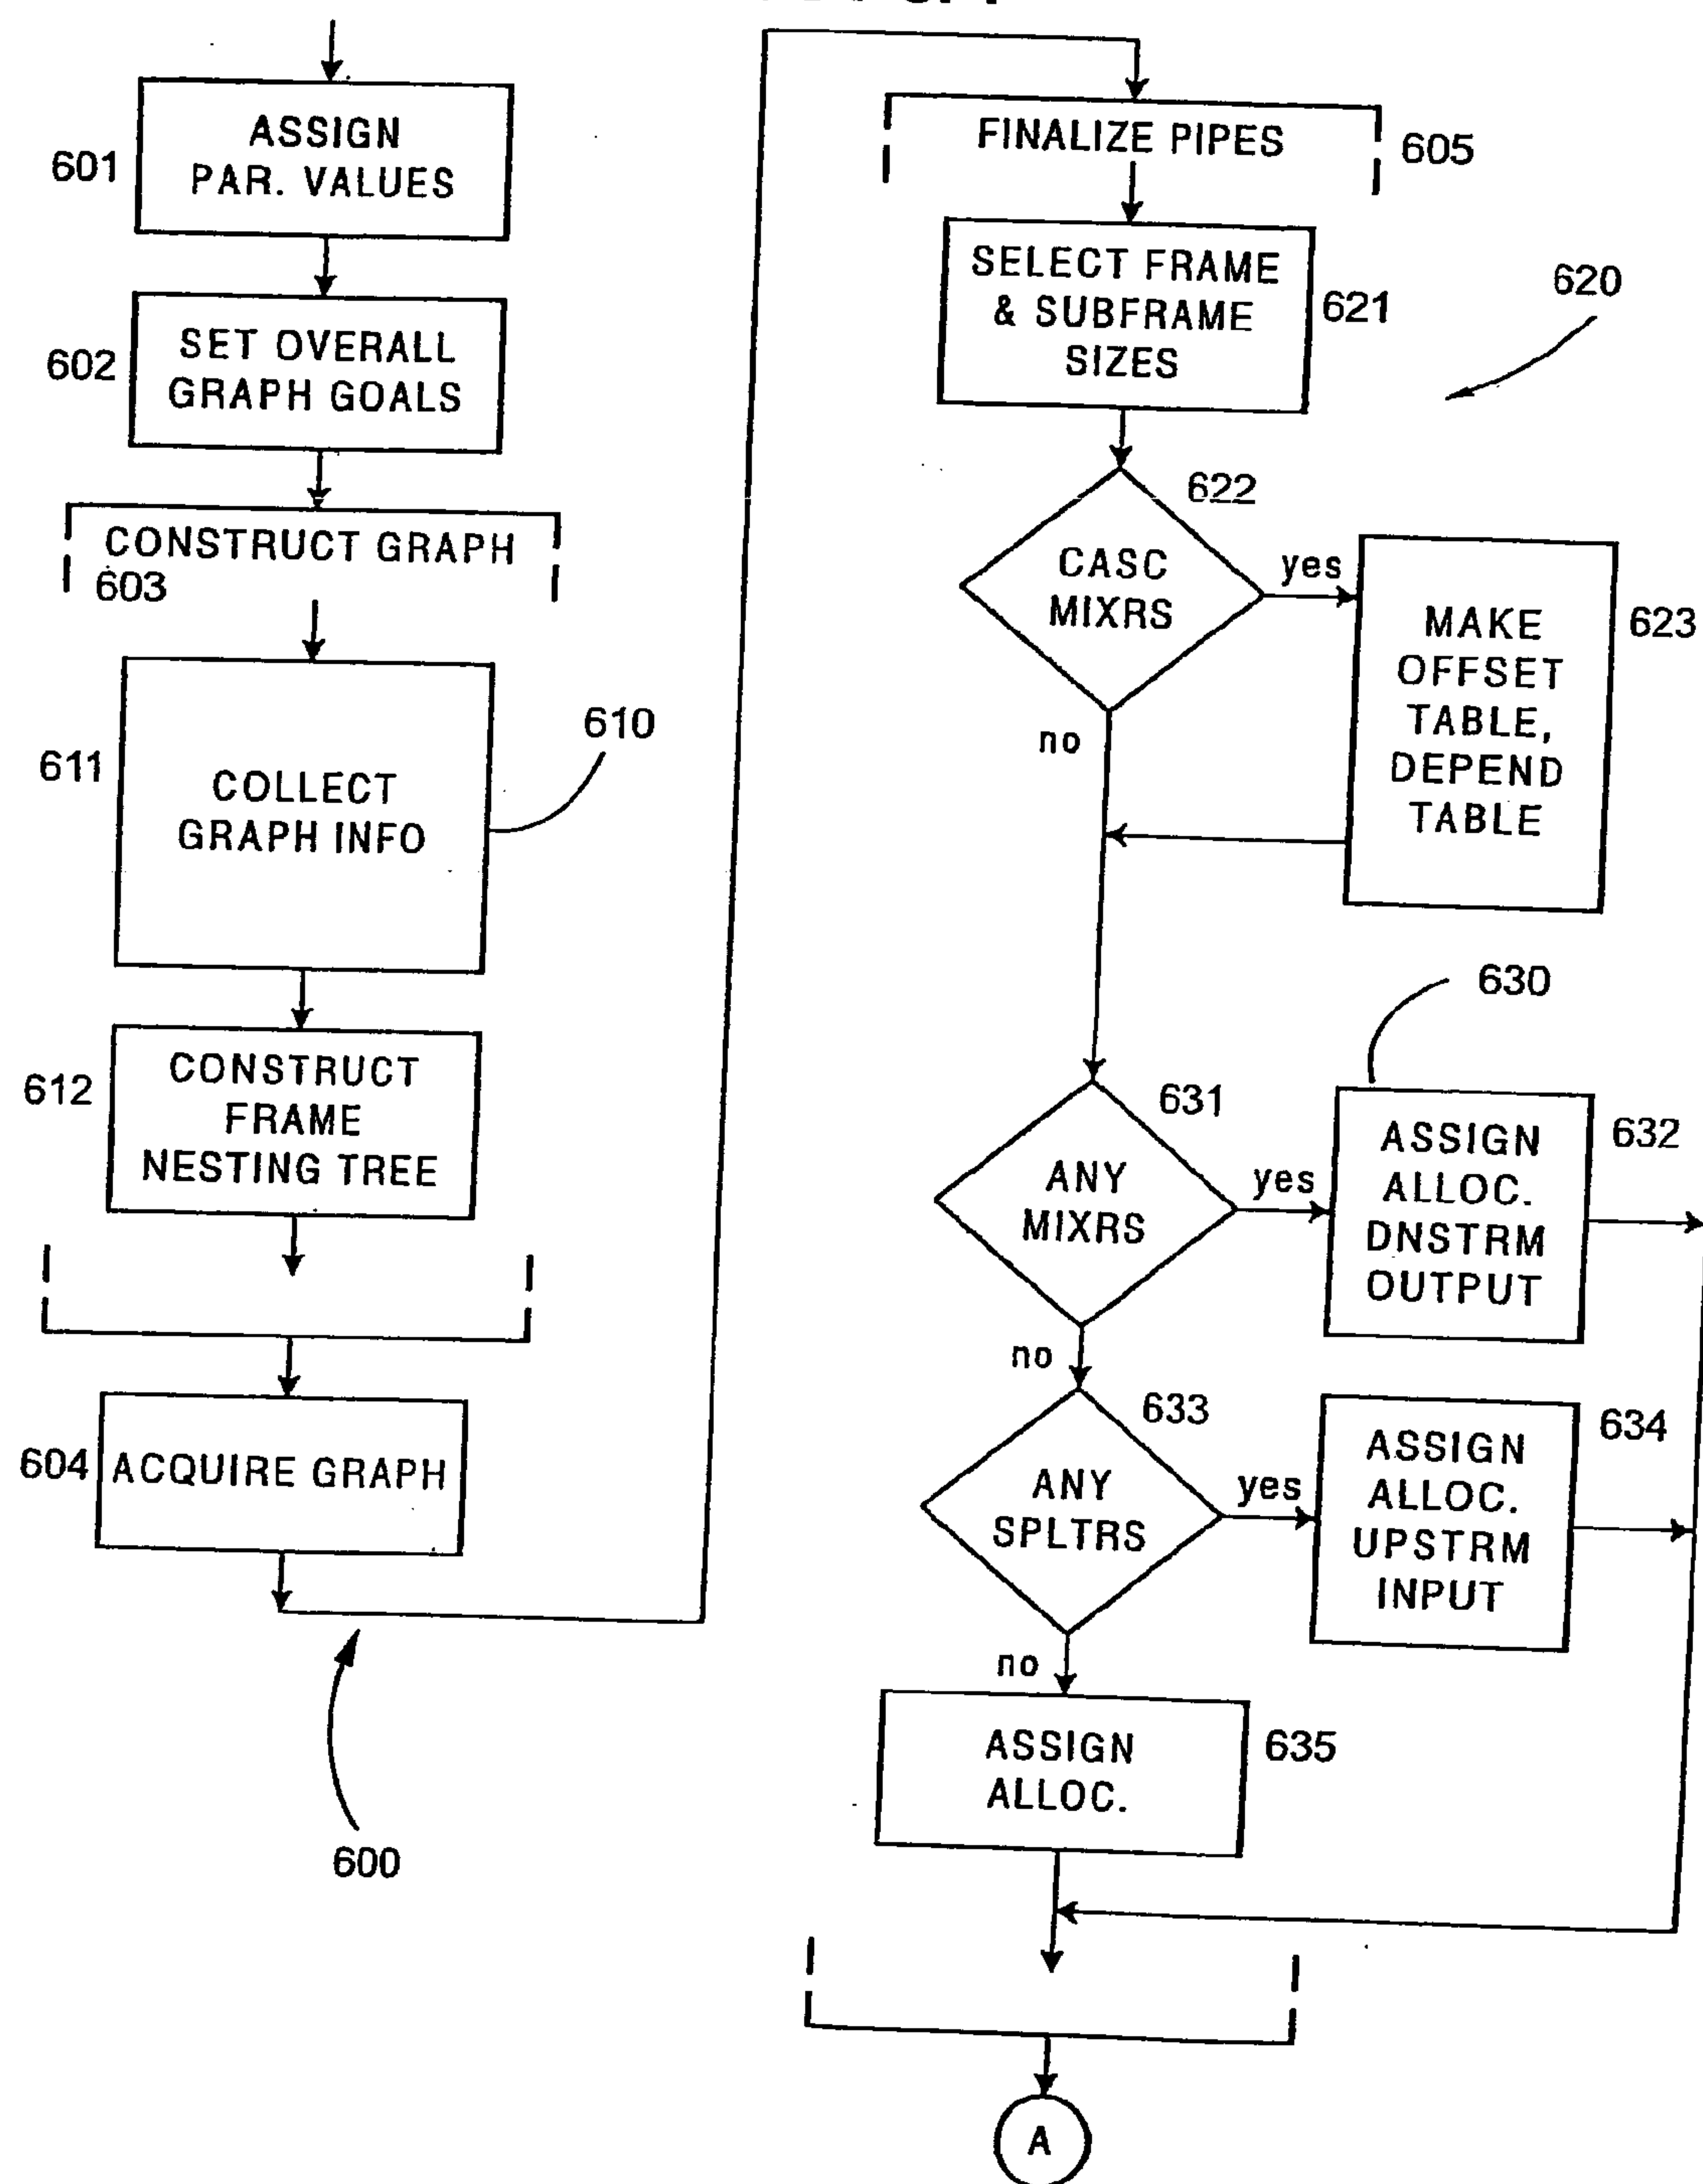 601
ASSIGN
PAR. VALUES
602
SET OVERALL
GRAPH GOALS
CONSTRUCT GRAPH
603
611
COLLECT
GRAPH INFO
610
612
CONSTRUCT
FRAME
NESTING TREE
604
ACQUIRE GRAPH
600
FINALIZE PIPES
605
SELECT FRAME
& SUBFRAME
SIZES
621
620
622
CASC
MIXRS
yes
no
MAKE
OFFSET
TABLE,
DEPEND
TABLE
623
630
631
ANY
MIXRS
yes
no
ASSIGN
ALLOC.
DNSTRM
OUTPUT
632
633
ANY
SPLTRS
yes
no
ASSIGN
ALLOC.
UPSTRM
INPUT
634
ASSIGN
ALLOC.
635
A